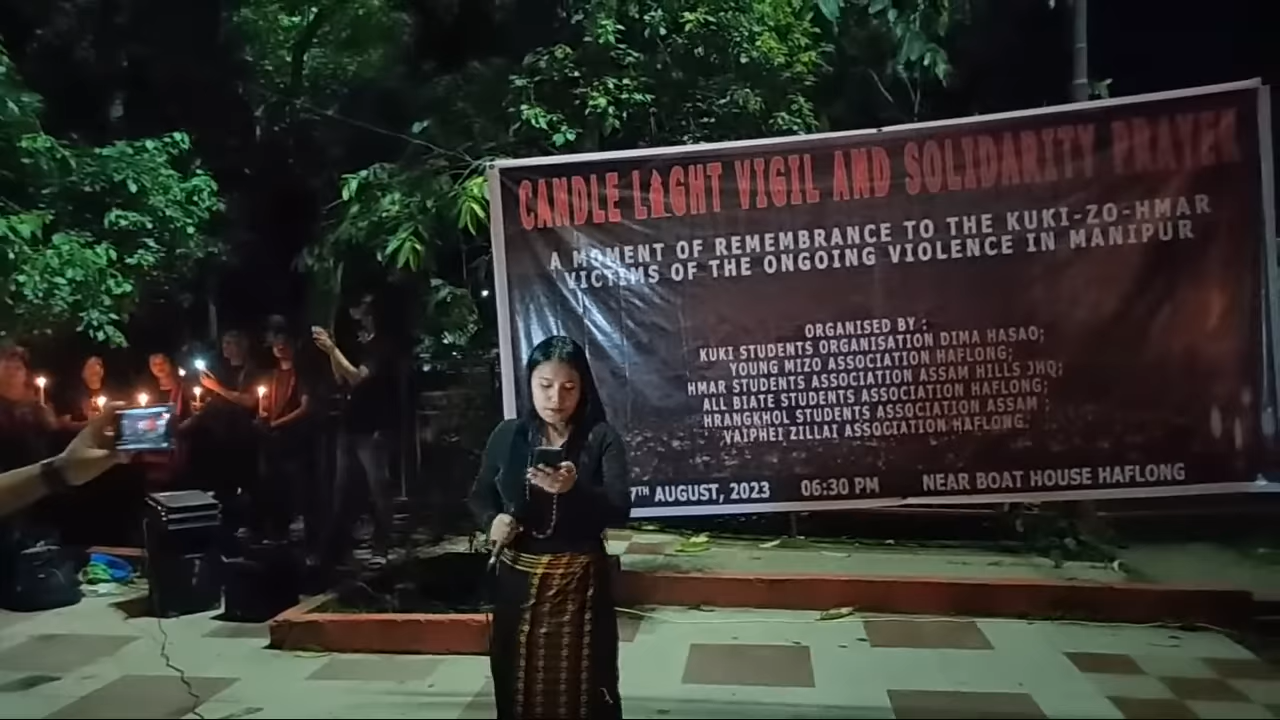 CANDLE LIGHT VIGIL AND SOLIDARITY PRAYER
A MOMENT OF REMEMBRANCE TO THE KUKI-ZO-HMAR
VICTIMS OF THE ONGOING VIOLENCE IN MANIPUR
ORGANISED BY :
KUKI STUDENTS ORGANISATION DIMA HASAO;
YOUNG MIZO ASSOCIATION HAFLONG;
HMAR STUDENTS ASSOCIATION ASSAM HILLS JHQ;
ALL BIATE STUDENTS ASSOCIATION HAFLONG;
HRANGKHOL STUDENTS ASSOCIATION ASSAM ;
VAIPHEI ZILLAI ASSOCIATION HAFLONG.
7TH AUGUST, 2023 06:30 PM NEAR BOAT HOUSE HAFLONG